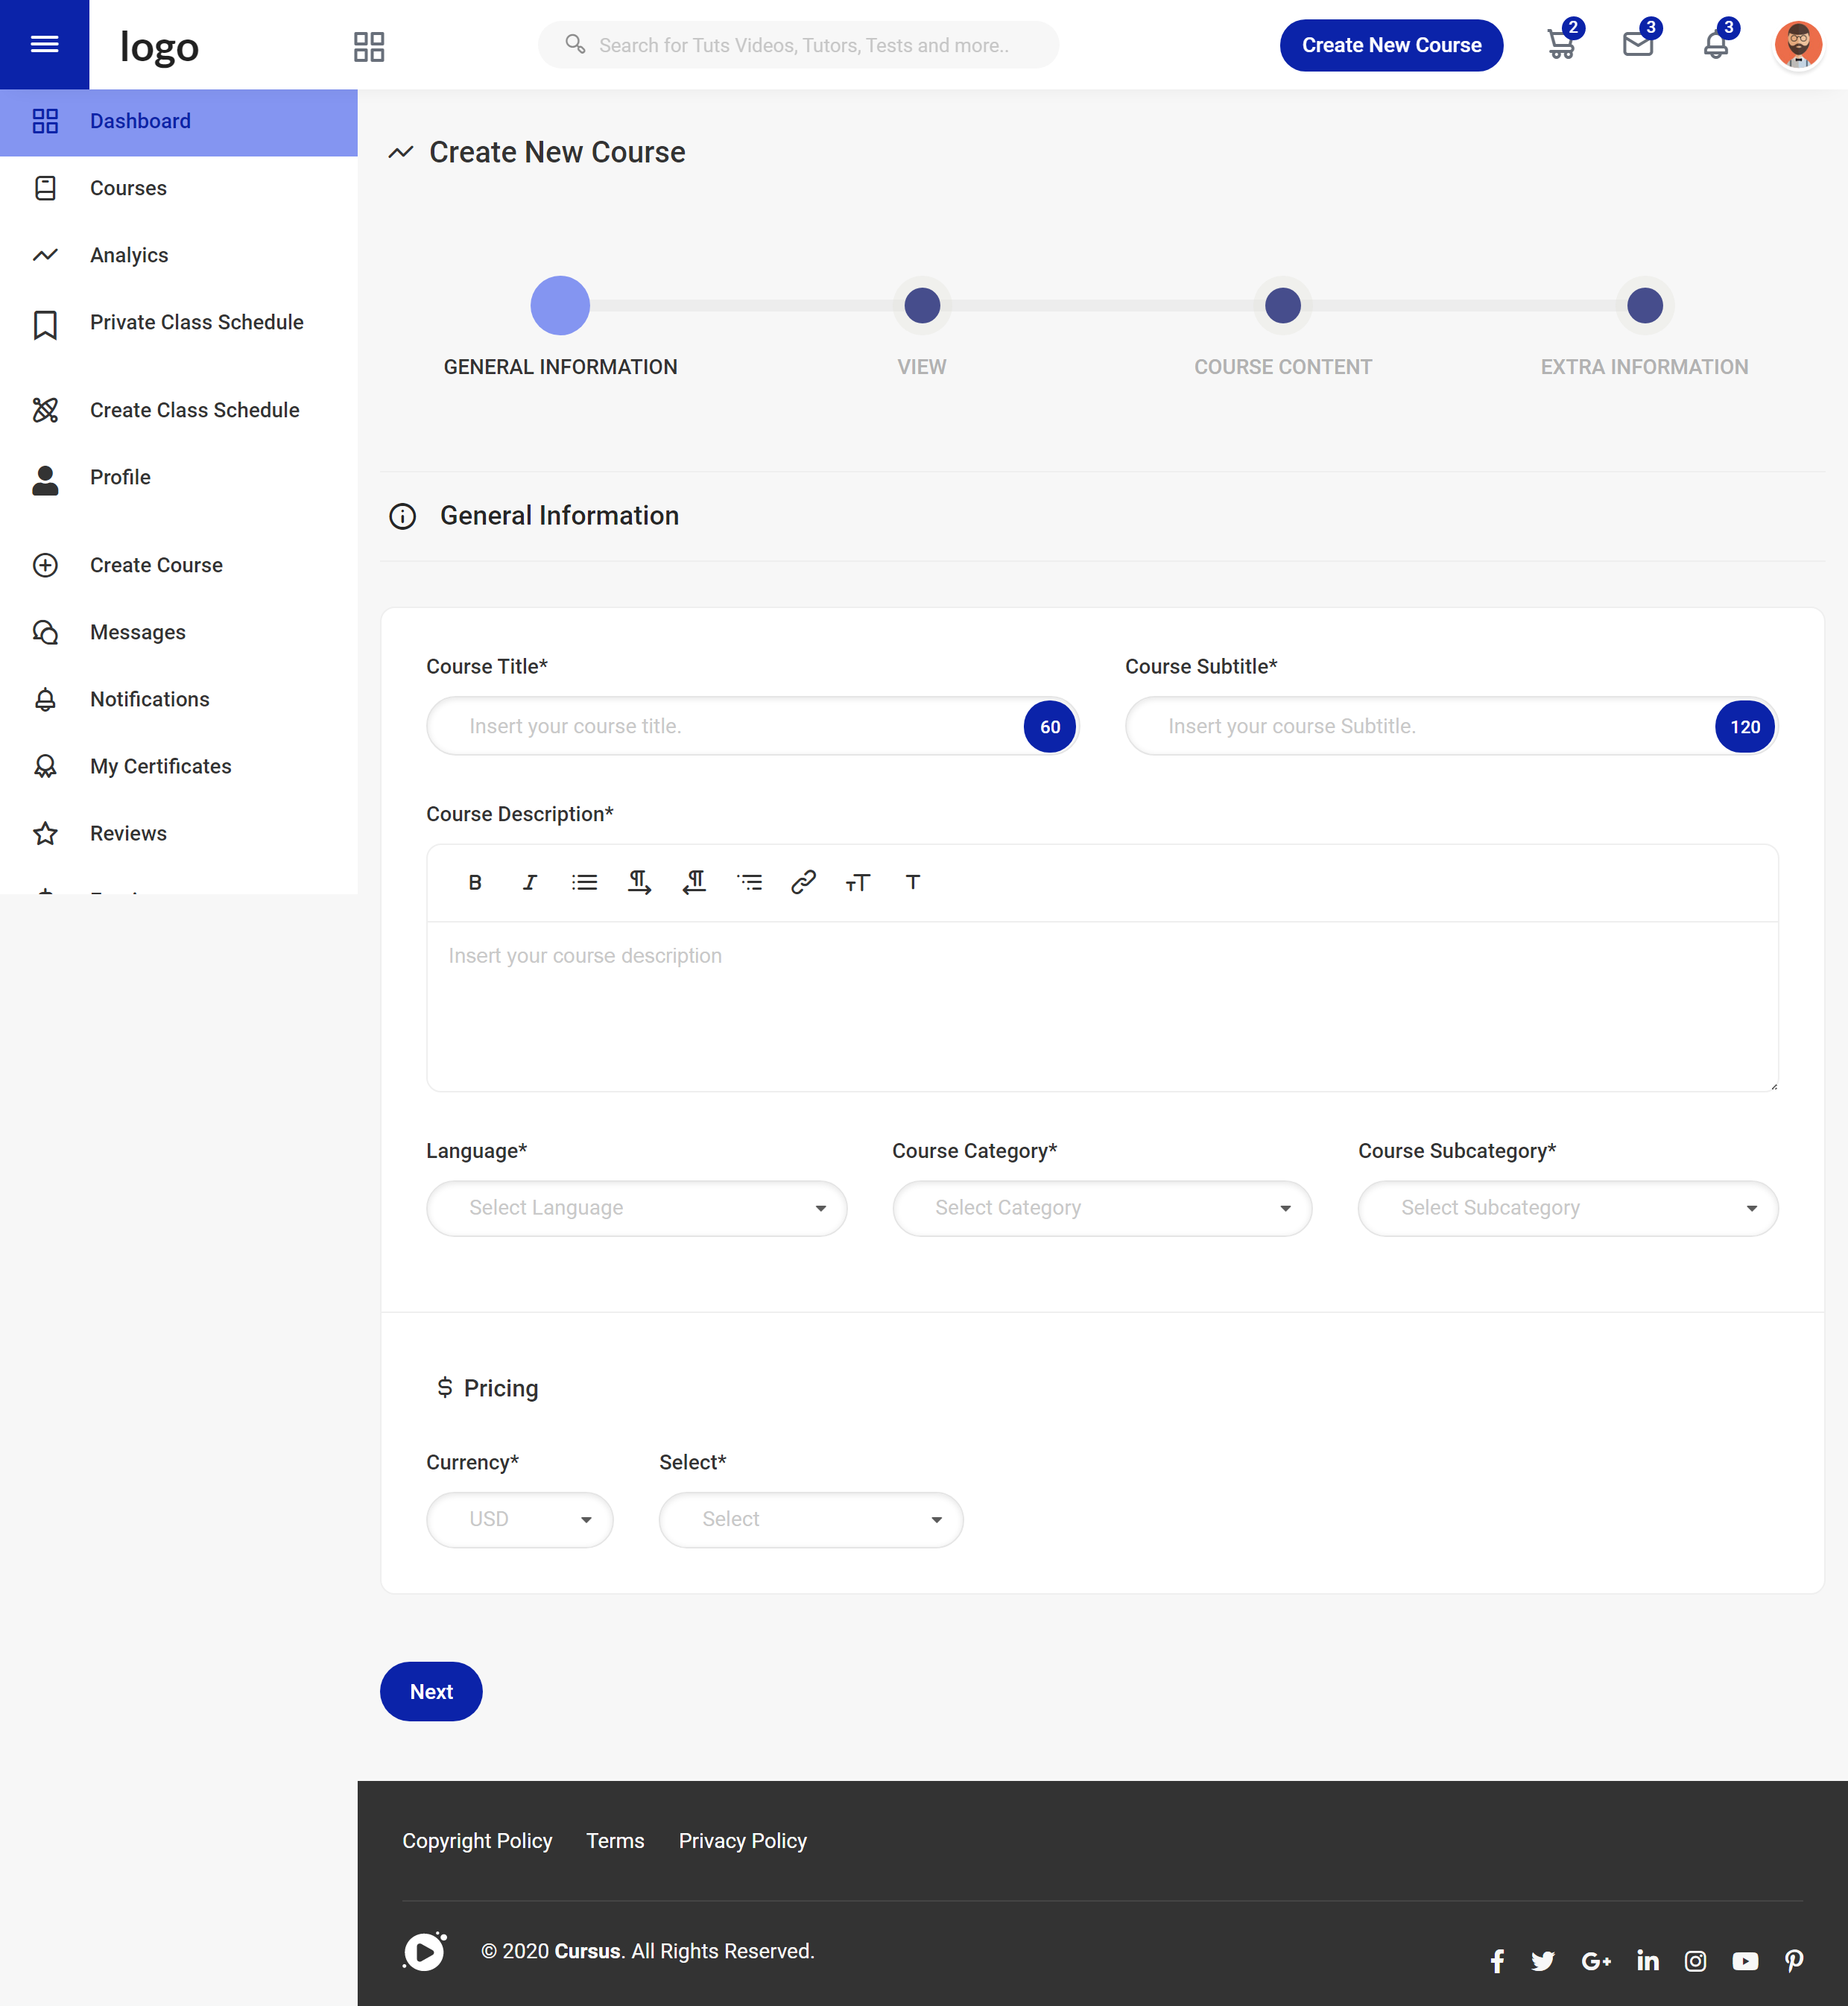 logo
Search for Tuts Videos, Tutors, Tests and more..
Create New Course
2
3
3
Dashboard
Courses
Analyics
Private Class Schedule
Create Class Schedule
Profile
Create Course
Messages
Notifications
My Certificates
Reviews
Create New Course
GENERAL INFORMATION
VIEW
COURSE CONTENT
EXTRA INFORMATION
General Information
Course Title*
Course Subtitle*
Insert your course title.
60
Insert your course Subtitle.
120
Course Description*
Insert your course description
Language*
Course Category*
Course Subcategory*
Select Language
Select Category
Select Subcategory
$ Pricing
Currency*
Select*
USD
Select
Next
Copyright Policy
Terms
Privacy Policy
© 2020 Cursus. All Rights Reserved.